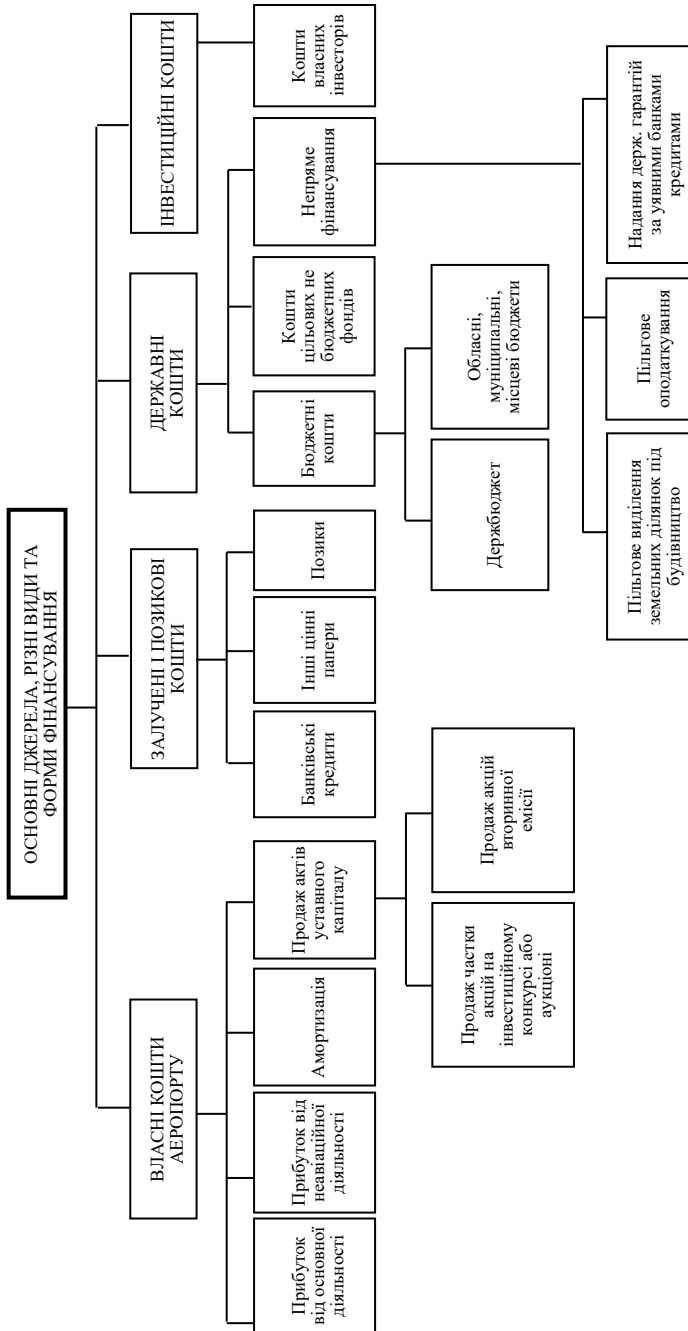 ОСНОВНІ ДЖЕРЕЛА, РІЗНІ ВИДИ ТА
ФОРМИ ФІНАНСУВАННЯ
ВЛАСНІ КОШТИ
АЕРОПОРТУ
ЗАЛУЧЕНІ І ПОЗИКОВІ
КОШТИ
ДЕРЖАВНІ
КОШТИ
ІНВЕСТИЦІЙНІ КОШТИ
Прибуток
від основної
діяльності
Прибуток від
неавіаційної
діяльності
Амортизація
Продаж актів
уставного
капіталу
Банківські
кредити
Інші цінні
папери
Позики
Бюджетні
кошти
Кошти
цільових не
бюджетних
фондів
Непряме
фінансування
Кошти
власних
інвесторів
Продаж частки
акцій на
інвестиційному
конкурсі або
аукціоні
Продаж акцій
вторинної
емісії
Держбюджет
Обласні,
муніципальні,
місцеві бюджети
Пільгове виділення
земельних ділянок під
будівництво
Пільгове
оподаткування
Надання держ. гарантій
за уявними банками
кредитами